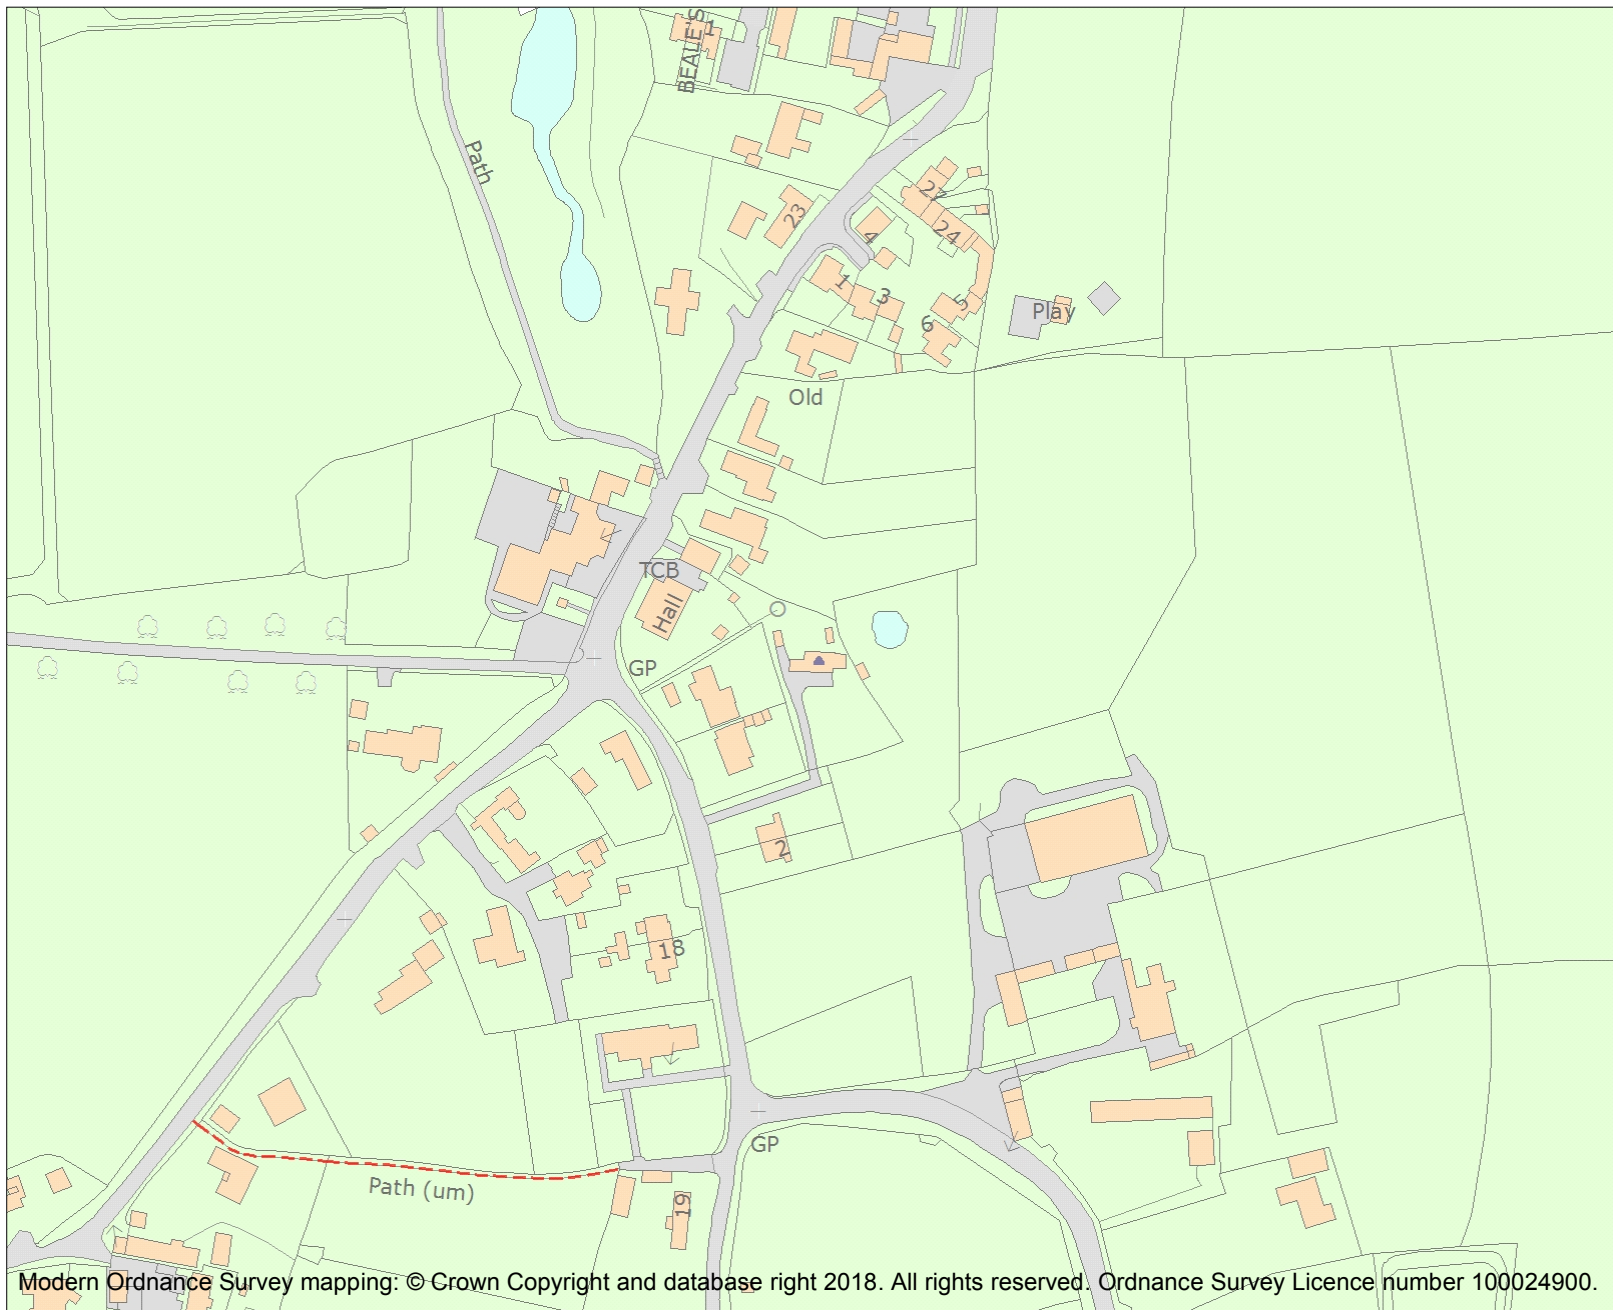 BEALES
1
Path
27
23
24
4
1
3
5
6
Play
Old
TCB
Hall
GP
2
18
GP
Path (um)
19
Modern Ordnance Survey mapping: © Crown Copyright and database right 2018. All rights reserved. Ordnance Survey Licence number 100024900.